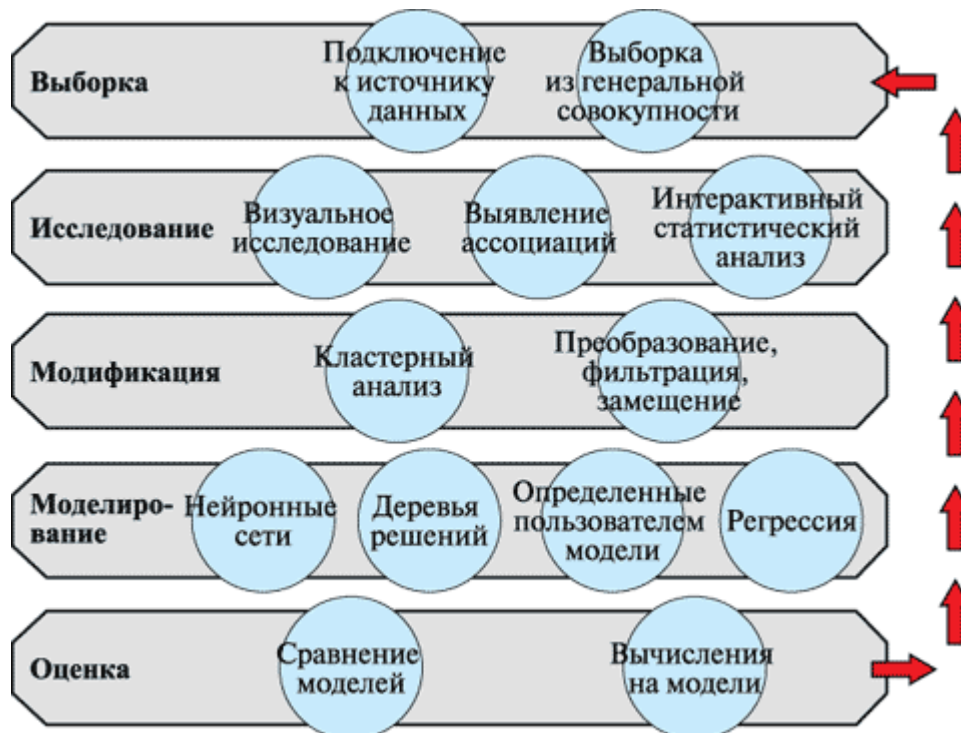 Выборка
Подключение
к источнику
данных
Выборка
из генеральной
совокупности
Исследование
Визуальное
исследование
Выявление
ассоциаций
Интерактивный
статистический
анализ
Модификация
Кластерный
анализ
Преобразование,
фильтрация,
замещение
Моделиро-
вание
Нейронные
сети
Деревья
решений
Определенные
пользователем
модели
Регрессия
Оценка
Сравнение
моделей
Вычисления
на модели